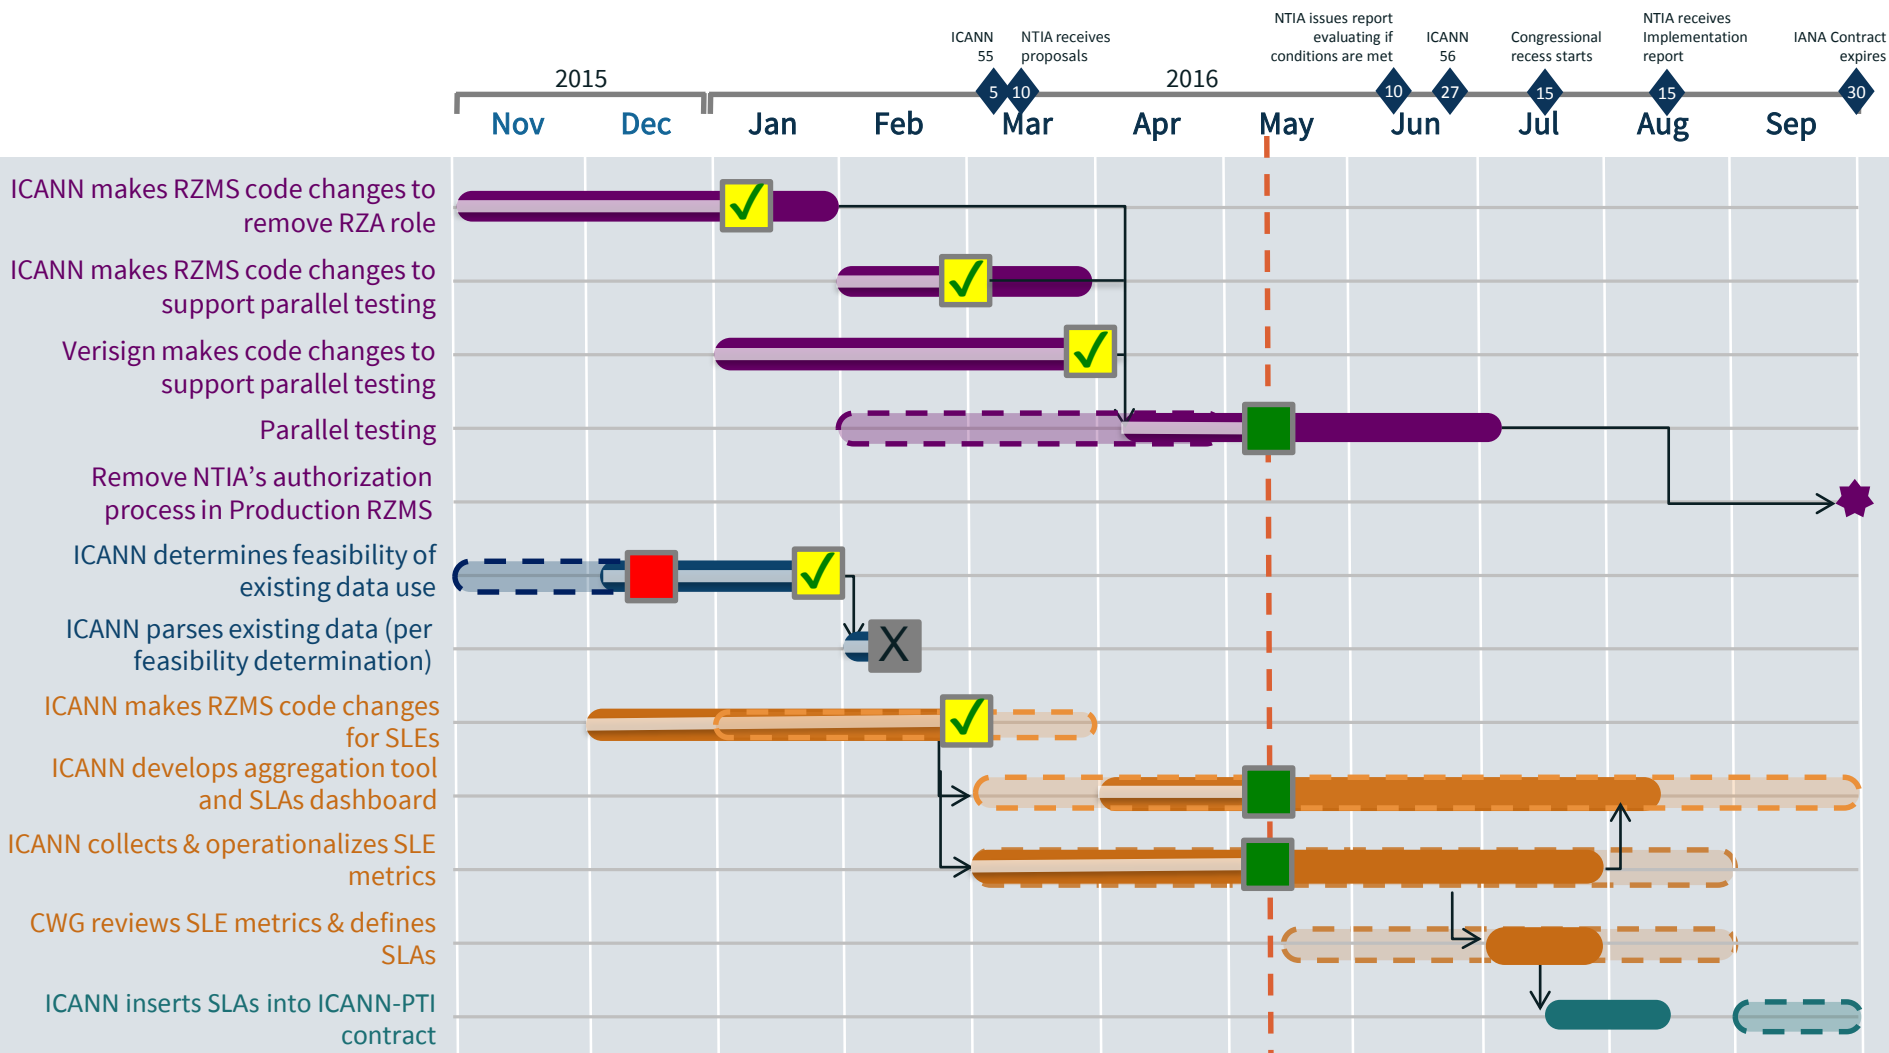 NTIA issues report
evaluating if
conditions are met
ICANN
55
NTIA receives
proposals
ICANN
56
Congressional
recess starts
NTIA receives
Implementation
report
IANA Contract
expires
2015
2016
5
10
10
27
15
15
30
Nov
Dec
Jan
Feb
Mar
Apr
May
Jun
Jul
Aug
Sep
ICANN makes RZMS code changes to
remove RZA role
ICANN makes RZMS code changes to
support parallel testing
Verisign makes code changes to
support parallel testing
Parallel testing
Remove NTIA’s authorization
process in Production RZMS
ICANN determines feasibility of
existing data use
ICANN parses existing data (per
feasibility determination)
X
ICANN makes RZMS code changes
for SLEs
ICANN develops aggregation tool
and SLAs dashboard
ICANN collects & operationalizes SLE
metrics
CWG reviews SLE metrics & defines
SLAs
ICANN inserts SLAs into ICANN-PTI
contract